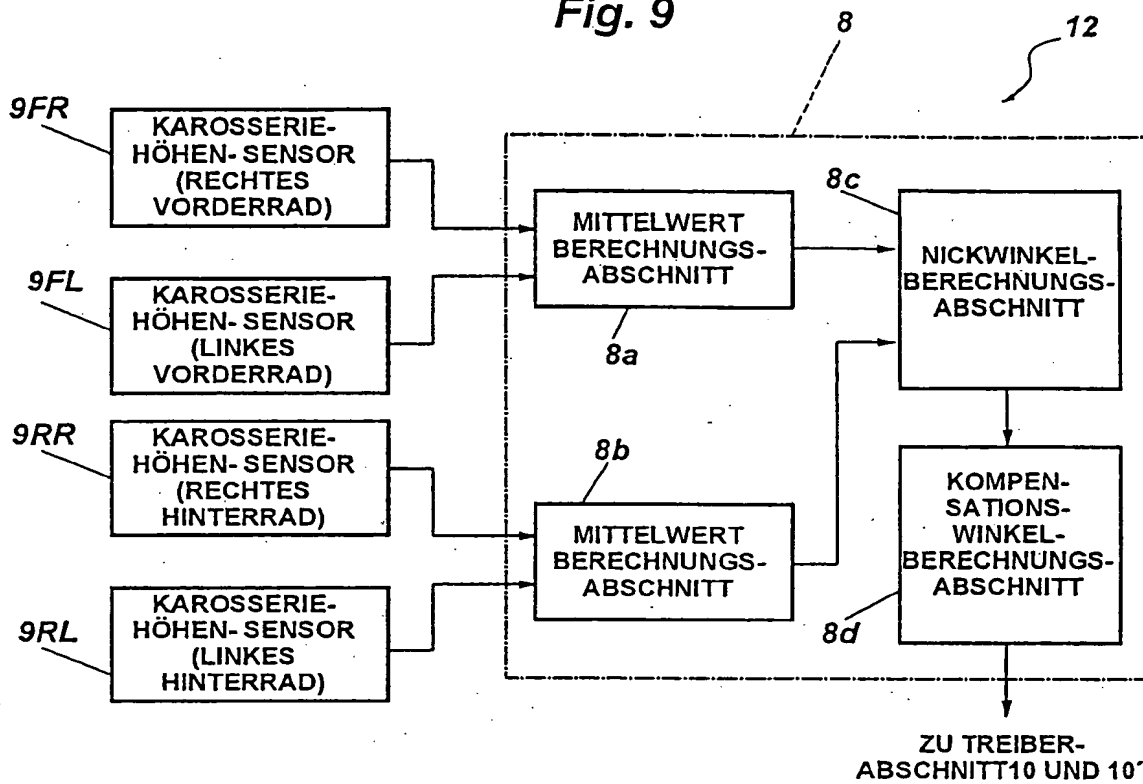 Fig. 9
8
12
9FR
KAROSSERIE-
HÖHEN- SENSOR
(RECHTES
VORDERRAD)
9FL
KAROSSERIE-
HÖHEN- SENSOR
(LINKES
VORDERRAD)
9RR
KAROSSERIE-
HÖHEN- SENSOR
(RECHTES
HINTERRAD)
9RL
KAROSSERIE-
HÖHEN- SENSOR
(LINKES
HINTERRAD)
MITTELWERT
BERECHNUNGS-
ABSCHNITT
8a
8b
MITTELWERT
BERECHNUNGS-
ABSCHNITT
8c
NICKWINKEL-
BERECHNUNGS-
ABSCHNITT
KOMPEN-
SATIONS-
WINKEL-
BERECHNUNGS-
ABSCHNITT
8d
ZU TREIBER-
ABSCHNITT10 UND 10'